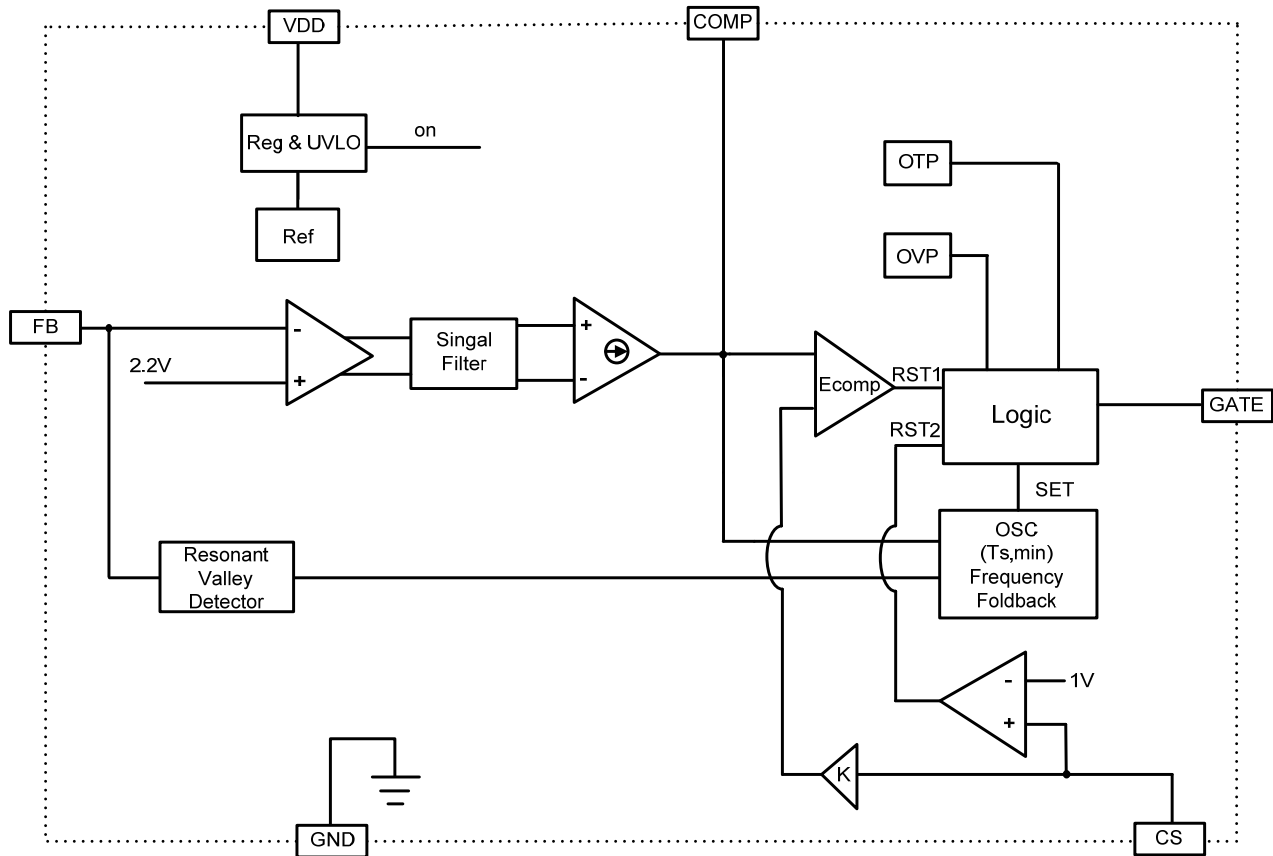 VDD
COMP
Reg & UVLO
on
Ref
OTP
OVP
FB
-
+
2.2V
Singal
Filter
+
-
Ecomp
RST1
RST2
Logic
GATE
SET
OSC
(Ts,min)
Frequency
Foldback
Resonant
Valley
Detector
-
1V
+
K
GND
CS